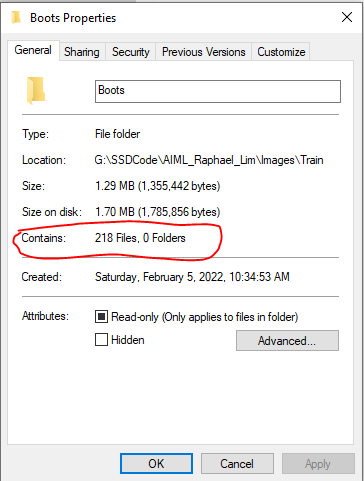 Boots Properties
General Sharing Security Previous Versions Customize
Boots
Type: File folder
Location: G:\SSDCode\AIML_Raphael_Lim\Images\Train
Size: 1.29 MB (1,355,442 bytes)
Size on disk: 1.70 MB (1,785,856 bytes)
Contains: 218 Files, 0 Folders
Created: Saturday, February 5, 2022, 10:34:53 AM
Attributes: Read-only (Only applies to files in folder)
Hidden Advanced...
OK Cancel Apply